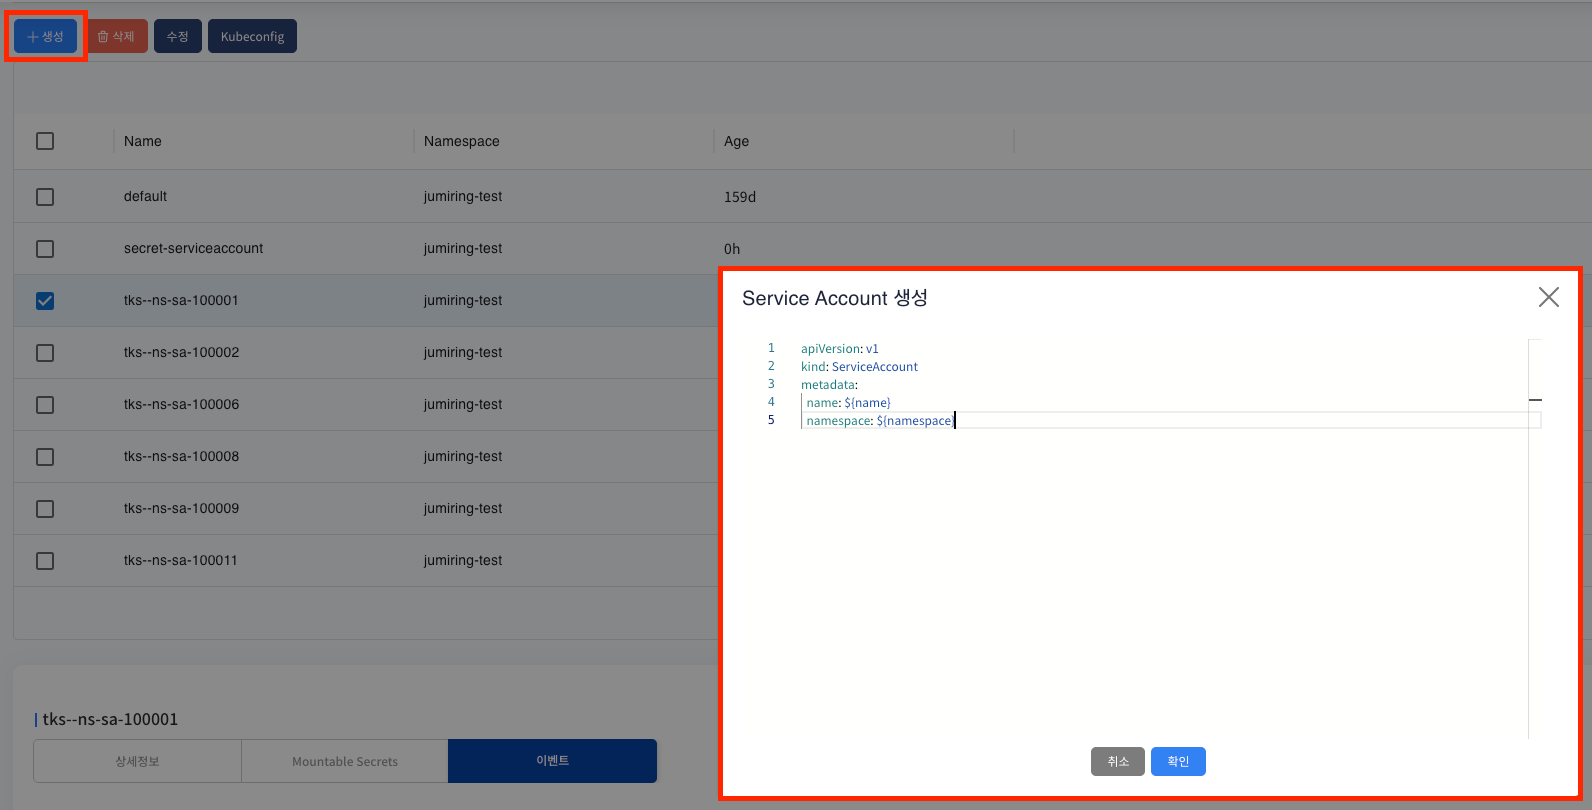 생성 삭제 수정 Kubeconfig
Name Namespace Age
default jumiring-test 159d
secret-serviceaccount jumiring-test 0h
tks--ns-sa-100001 jumiring-test
tks--ns-sa-100002 jumiring-test
tks--ns-sa-100006 jumiring-test
tks--ns-sa-100008 jumiring-test
tks--ns-sa-100009 jumiring-test
tks--ns-sa-100011 jumiring-test
tks--ns-sa-100001
상세정보 Mountable Secrets 이벤트
Service Account 생성
1 apiVersion: v1
2 kind: ServiceAccount
3 metadata:
4 name: ${name}
5 namespace: ${namespace}
취소 확인